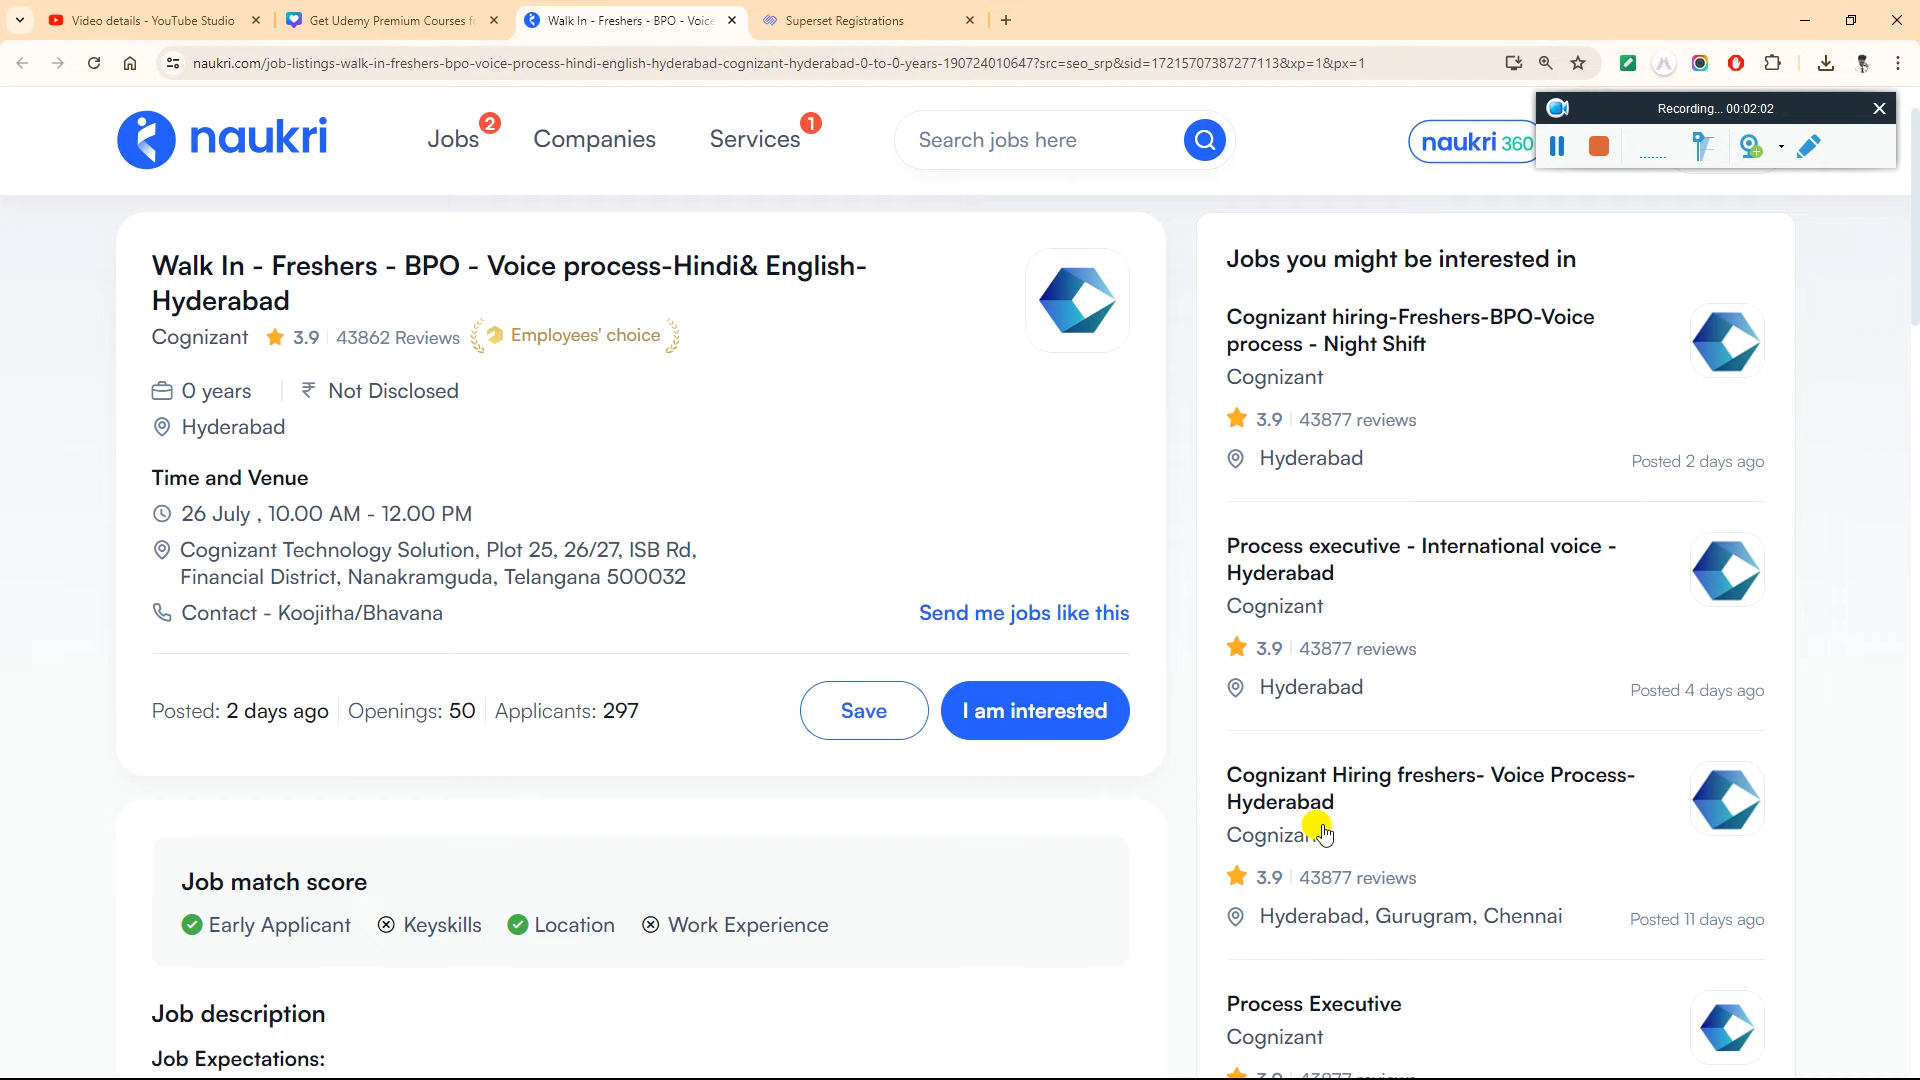 Video details - YouTube Studio
Get Udemy Premium Courses f
Walk In - Freshers - BPO - Voice
Superset Registrations
naukri.com/job-listings-walk-in-freshers-bpo-voice-process-hindi-english-hyderabad-cognizant-hyderabad-0-to-0-years-190724010647?src=seo_srp&sid=17215707387277113&xp=1&px=1
Recording... 00:02:02
naukri
Jobs 2
Companies
Services 1
Search jobs here
naukri 360
Walk In - Freshers - BPO - Voice process-Hindi& English-
Hyderabad
Cognizant 3.9 43862 Reviews Employees' choice
0 years ₹ Not Disclosed
Hyderabad
Time and Venue
26 July , 10.00 AM - 12.00 PM
Cognizant Technology Solution, Plot 25, 26/27, ISB Rd,
Financial District, Nanakramguda, Telangana 500032
Contact - Koojitha/Bhavana
Send me jobs like this
Posted: 2 days ago Openings: 50 Applicants: 297
Save
I am interested
Job match score
Early Applicant Keyskills Location Work Experience
Job description
Job Expectations:
Jobs you might be interested in
Cognizant hiring-Freshers-BPO-Voice
process - Night Shift
Cognizant
3.9 43877 reviews
Hyderabad
Posted 2 days ago
Process executive - International voice -
Hyderabad
Cognizant
3.9 43877 reviews
Hyderabad
Posted 4 days ago
Cognizant Hiring freshers- Voice Process-
Hyderabad
Cognizant
3.9 43877 reviews
Hyderabad, Gurugram, Chennai
Posted 11 days ago
Process Executive
Cognizant
3.9 43877 reviews